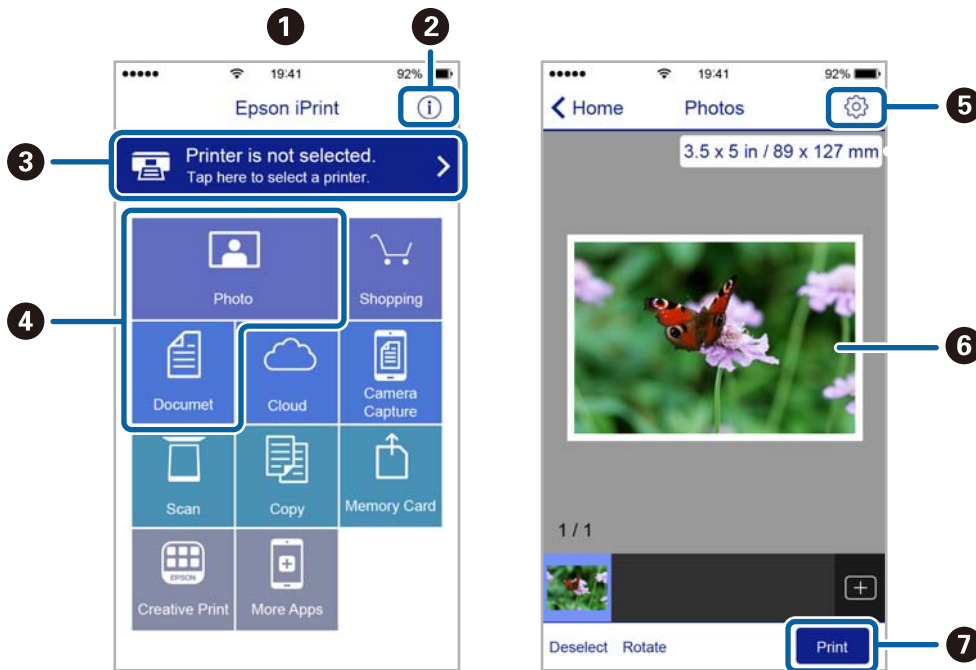 1
2
19:41
92%
Epson iPrint
3
Printer is not selected.
Tap here to select a printer.
4
Photo
Shopping
Documet
Cloud
Camera
Capture
Scan
Copy
Memory Card
EPSON
Creative Print
More Apps
19:41
92%
Home
Photos
5
3.5 x 5 in / 89 x 127 mm
6
1 / 1
Deselect
Rotate
Print
7